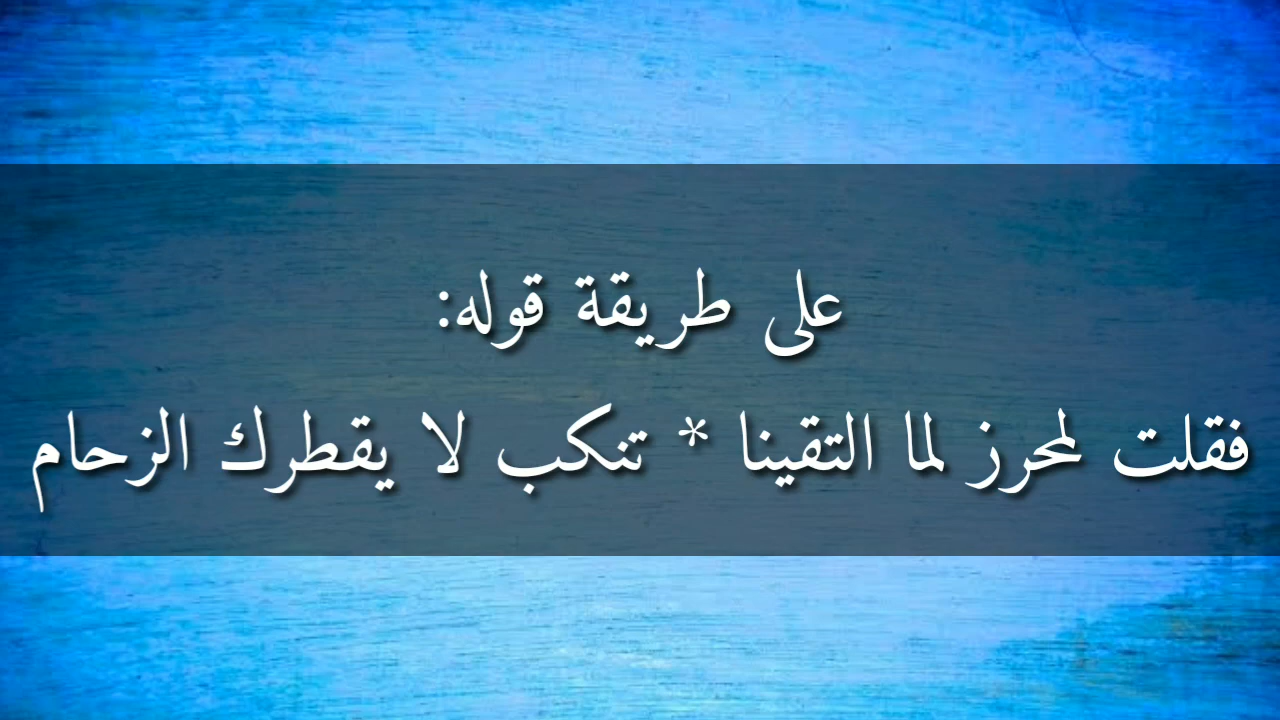 على طريقة قوله:
فقلت لمحرز لما التقينا * تنكب لا يقطرك الزحام